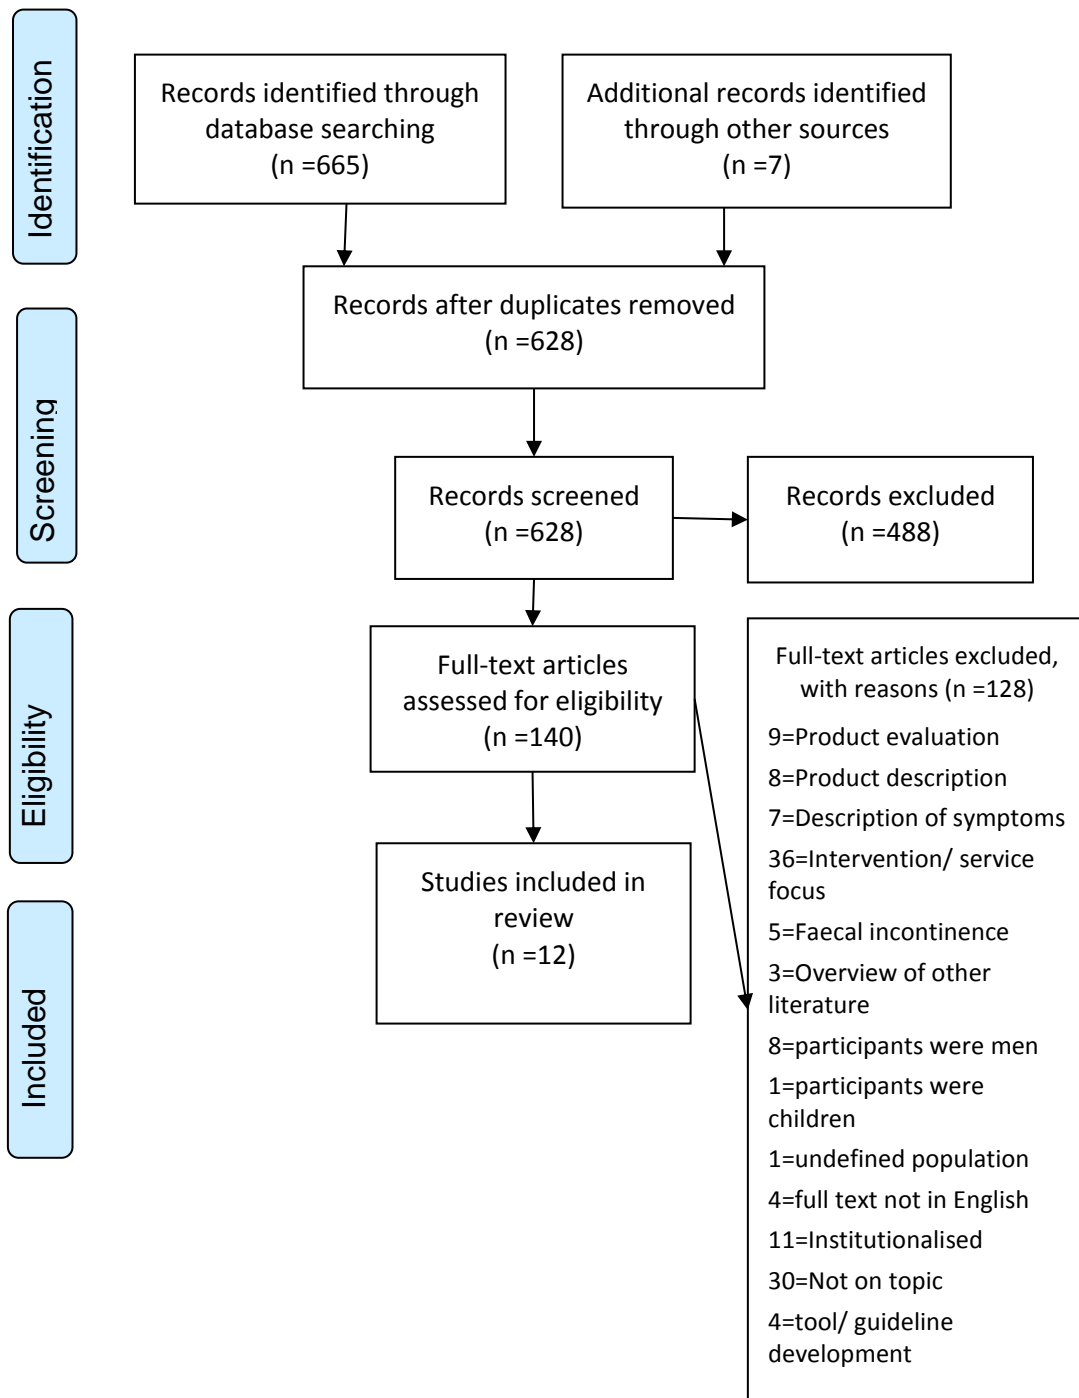 Identification
Records identified through
database searching
(n =665)
Additional records identified
through other sources
(n =7)
Records after duplicates removed
(n =628)
Screening
Records screened
(n =628)
Records excluded
(n =488)
Eligibility
Full-text articles
assessed for eligibility
(n =140)
Full-text articles excluded,
with reasons (n =128)
9=Product evaluation
8=Product description
7=Description of symptoms
36=Intervention/ service
focus
5=Faecal incontinence
3=Overview of other
literature
8=participants were men
1=participants were
children
1=undefined population
4=full text not in English
11=Institutionalised
30=Not on topic
4=tool/ guideline
development
Included
Studies included in
review
(n =12)